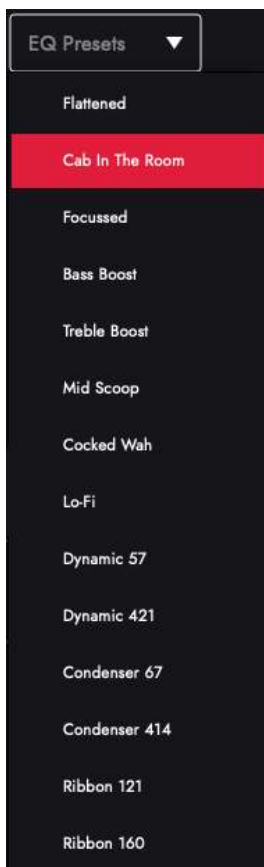 EQ Presets
Flattened
Cab In The Room
Focussed
Bass Boost
Treble Boost
Mid Scoop
Cocked Wah
Lo-Fi
Dynamic 57
Dynamic 421
Condenser 67
Condenser 414
Ribbon 121
Ribbon 160